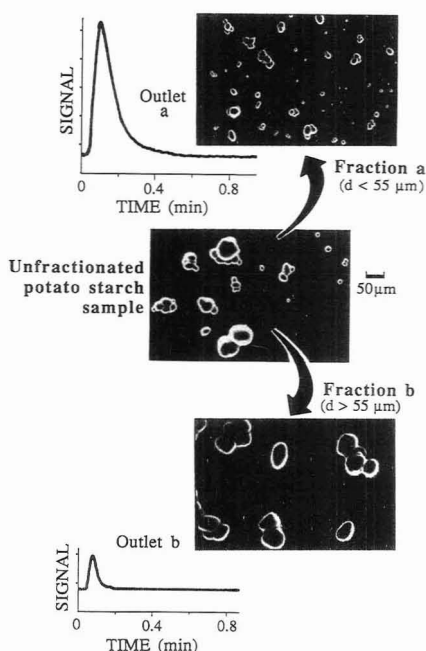 SIGNAL
Outlet
a
0
0.4
0.8
TIME (min)
Fraction a
(d < 55 µm)
Unfractionated
potato starch
sample
50µm
Fraction b
(d > 55 µm)
Outlet b
SIGNAL
0
0.4
0.8
TIME (min)